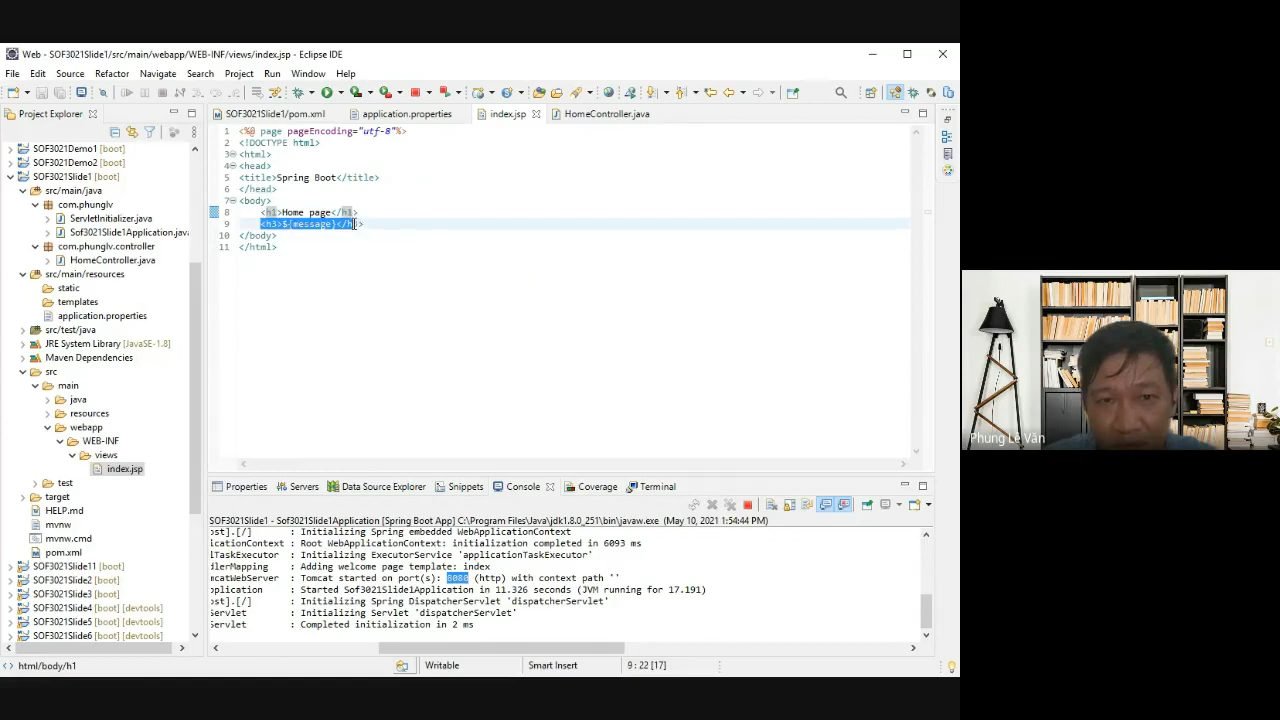 Web - SOF3021Slide1/src/main/webapp/WEB-INF/views/index.jsp - Eclipse IDE
File Edit Source Refactor Navigate Search Project Run Window Help
Project Explorer
SOF3021Slide1/pom.xml application.properties index.jsp HomeController.java
SOF3021Demo1 [boot]
SOF3021Demo2 [boot]
SOF3021Slide1 [boot]
src/main/java
com.phunglv
ServletInitializer.java
Sof3021Slide1Application.java
com.phunglv.controller
HomeController.java
src/main/resources
static
templates
application.properties
src/test/java
JRE System Library [JavaSE-1.8]
Maven Dependencies
src
main
java
resources
webapp
WEB-INF
views
index.jsp
test
target
HELP.md
mvnw
mvnw.cmd
pom.xml
SOF3021Slide11 [boot]
SOF3021Slide2 [boot]
SOF3021Slide3 [boot]
SOF3021Slide4 [boot] [devtools]
SOF3021Slide5 [boot] [devtools]
SOF3021Slide6 [boot] [devtools]
1 <%@ page pageEncoding="utf-8"%>
2 <!DOCTYPE html>
3 <html>
4 <head>
5 <title>Spring Boot</title>
6 </head>
7 <body>
8 <h1>Home page</h1>
9 <h3>${message}</h3>
10 </body>
11 </html>
Properties Servers Data Source Explorer Snippets Console Coverage Terminal
SOF3021Slide1 - Sof3021Slide1Application [Spring Boot App] C:\Program Files\Java\jdk1.8.0_251\bin\javaw.exe (May 10, 2021 1:54:44 PM)
ost].[/] : Initializing Spring embedded WebApplicationContext
licationContext : Root WebApplicationContext: initialization completed in 6093 ms
lTaskExecutor : Initializing ExecutorService 'applicationTaskExecutor'
dlerMapping : Adding welcome page template: index
mcatWebServer : Tomcat started on port(s): 8080 (http) with context path ''
pplication : Started Sof3021Slide1Application in 11.326 seconds (JVM running for 17.191)
ost].[/] : Initializing Spring DispatcherServlet 'dispatcherServlet'
Servlet : Initializing Servlet 'dispatcherServlet'
Servlet : Completed initialization in 2 ms
html/body/h1 Writable Smart Insert 9 : 22 [17]
Phung Lê Văn